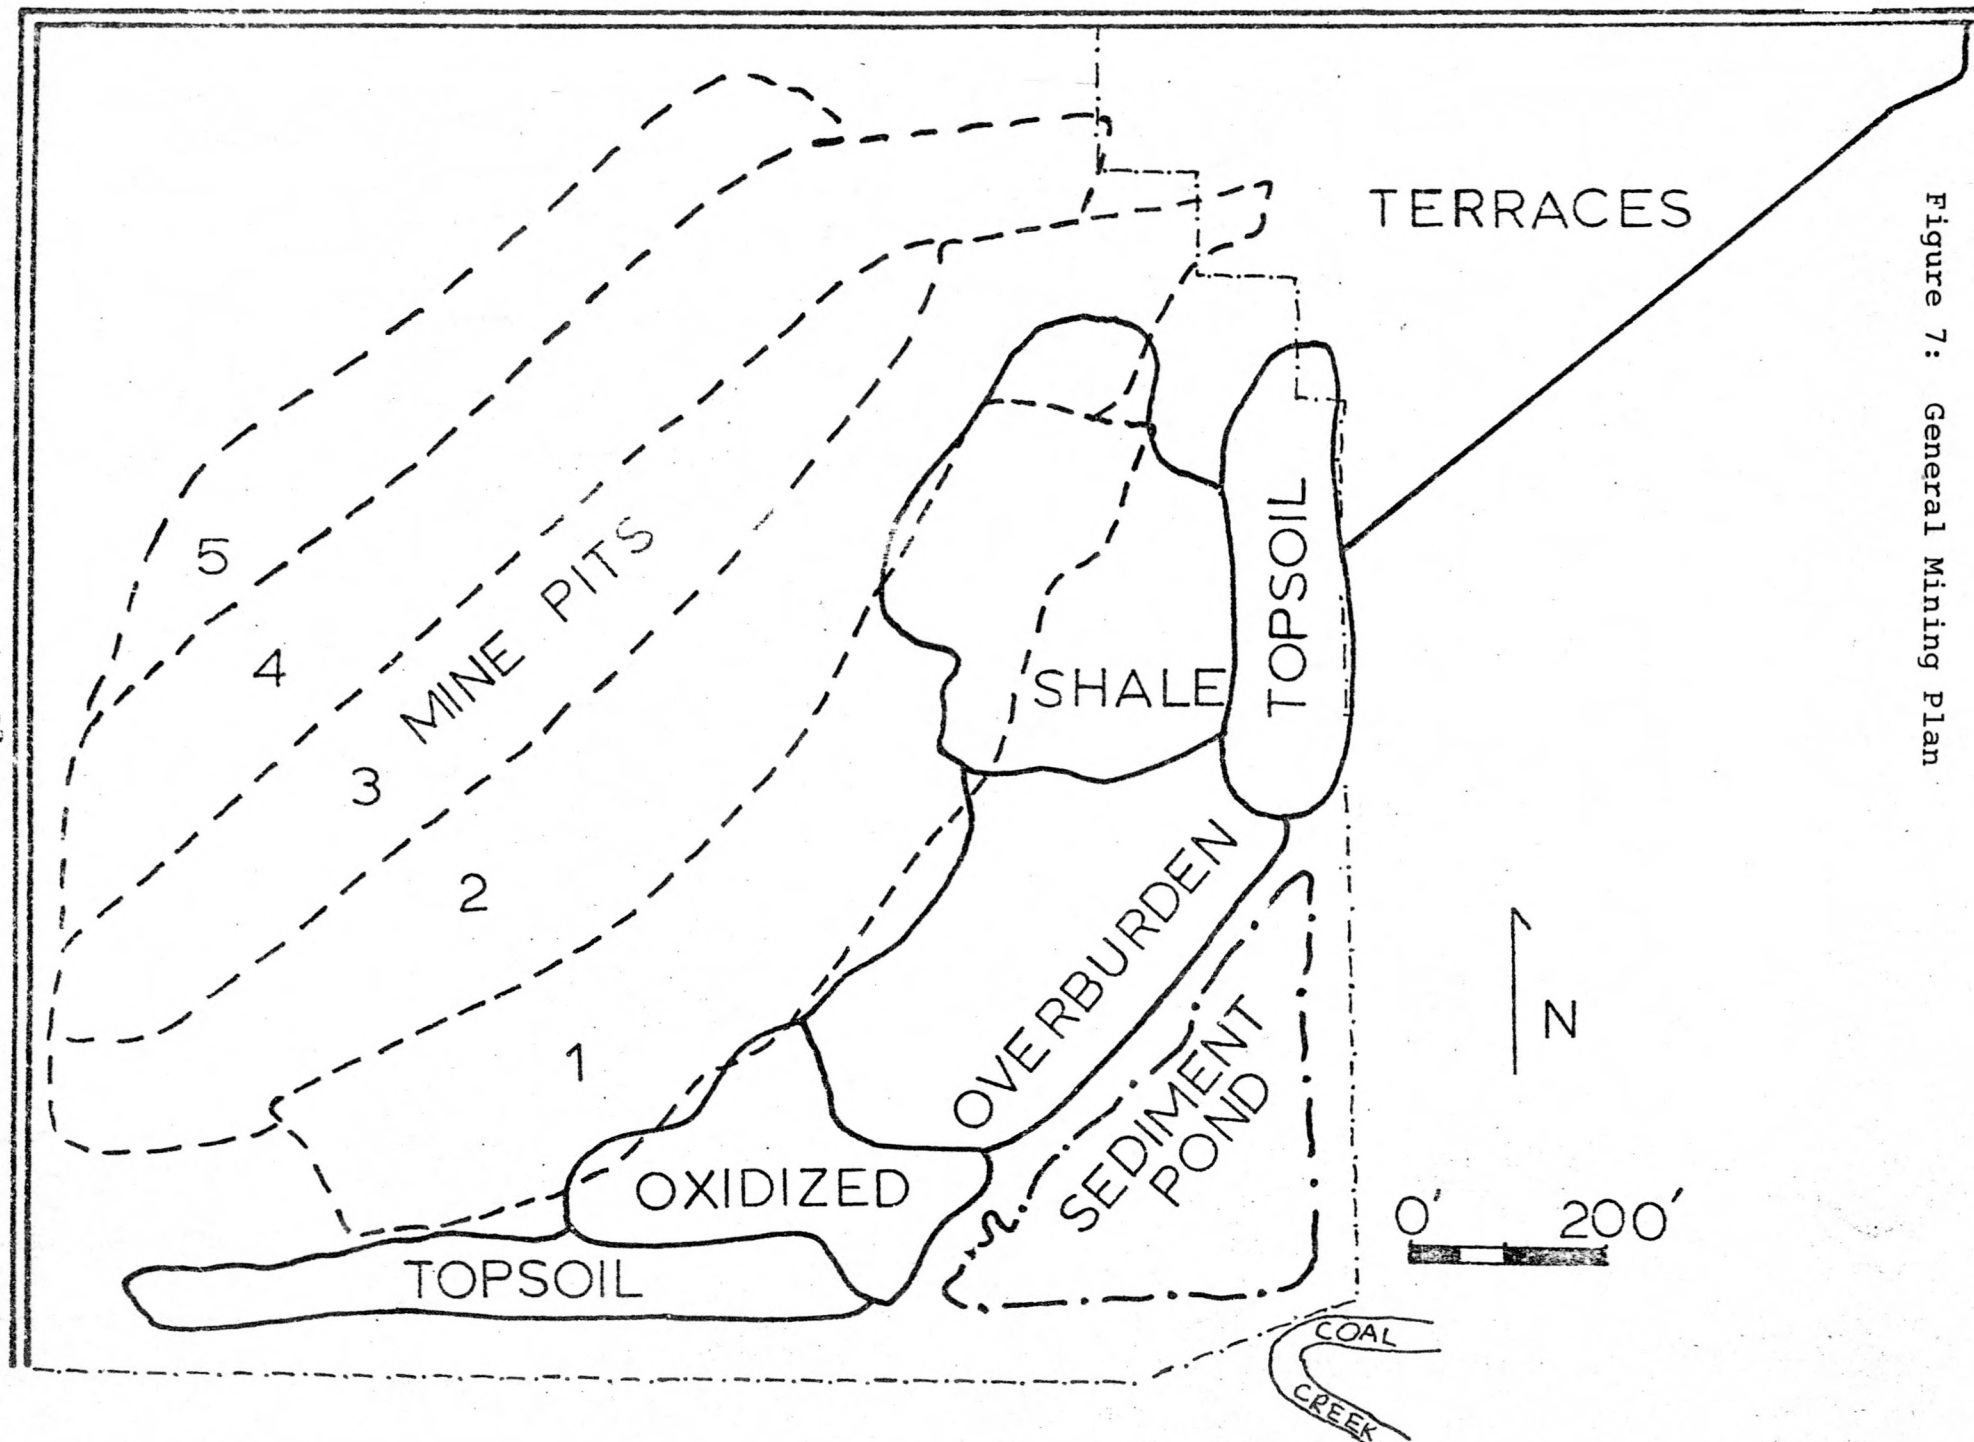 Figure 7: General Mining Plan
TERRACES
MINE PITS
5
4
3
2
1
SHALE
TOPSOIL
OVERBURDEN
SEDIMENT
POND
OXIDIZED
TOPSOIL
N
0' 200'
COAL
CREEK